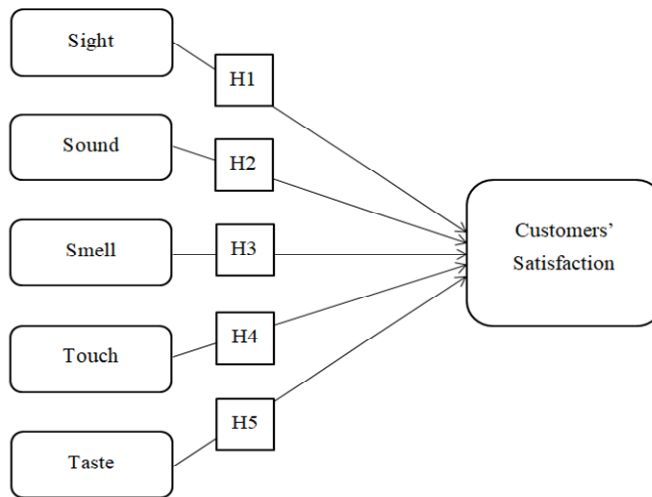 Sight
H1
Sound
H2
Smell
H3
Customers’
Satisfaction
Touch
H4
Taste
H5